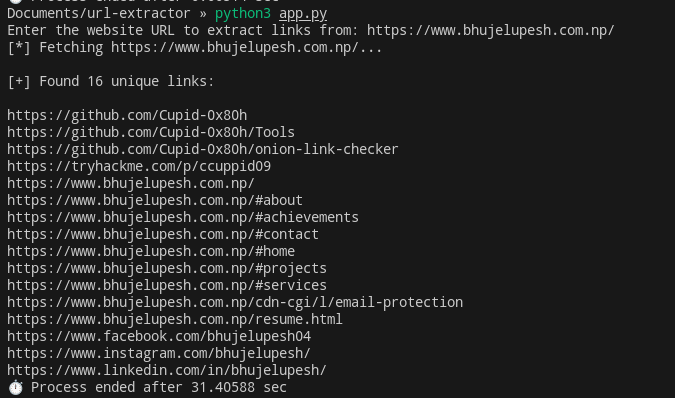 Documents/url-extractor » python3 app.py
Enter the website URL to extract links from: https://www.bhujelupesh.com.np/
[*] Fetching https://www.bhujelupesh.com.np/...
[+] Found 16 unique links:
https://github.com/Cupid-0x80h
https://github.com/Cupid-0x80h/Tools
https://github.com/Cupid-0x80h/onion-link-checker
https://tryhackme.com/p/ccuppid09
https://www.bhujelupesh.com.np/
https://www.bhujelupesh.com.np/#about
https://www.bhujelupesh.com.np/#achievements
https://www.bhujelupesh.com.np/#contact
https://www.bhujelupesh.com.np/#home
https://www.bhujelupesh.com.np/#projects
https://www.bhujelupesh.com.np/#services
https://www.bhujelupesh.com.np/cdn-cgi/l/email-protection
https://www.bhujelupesh.com.np/resume.html
https://www.facebook.com/bhujelupesh04
https://www.instagram.com/bhujelupesh/
https://www.linkedin.com/in/bhujelupesh/
⏱ Process ended after 31.40588 sec